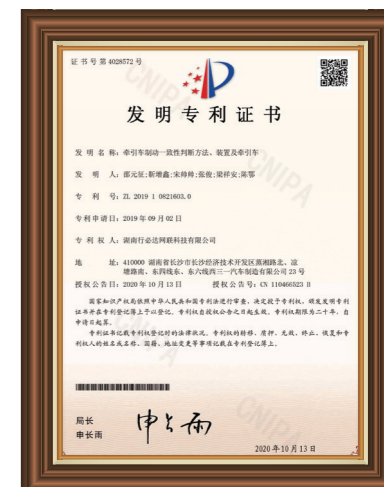 证书号第4028572号
CNIPA
发明专利证书
发 明 名 称：牵引车制动一致性判断方法、装置及牵引车
发 明 人：邵元征;靳增鑫;宋帅帅;张俊;梁祥安;陈鄂
专 利 号：ZL 2019 1 0821603.0
专利申请日：2019年09月02日
专 利 权 人：湖南行必达网联科技有限公司
地 址：410000 湖南省长沙市长沙经济技术开发区蒸湘路北、凉
塘路南、东四线东、东六线西三一汽车制造有限公司23号
授权公告日：2020年10月13日 授权公告号：CN 110466523 B
国家知识产权局依照中华人民共和国专利法进行审查，决定授予专利权，颁发发明专利
证书并在专利登记簿上予以登记。专利权自授权公告之日起生效。专利权期限为二十年，自
申请日起算。
专利证书记载专利权登记时的法律状况。专利权的转移、质押、无效、终止、恢复和专
利权人的姓名或名称、国籍、地址变更等事项记载在专利登记簿上。
局长
申长雨
申长雨
2020年10月13日